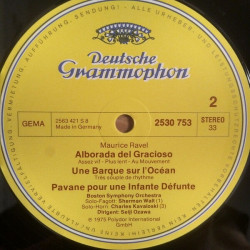 Deutsche
Grammophon
2
GEMA
2563 421 S B
Made in Germany
2530 753
STEREO
33
Maurice Ravel
Alborada del Gracioso
Assez vif - Plus lent - Au Mouvement
Une Barque sur l'Océan
Très souple de rhythme
Pavane pour une Infante Défunte
Boston Symphony Orchestra
Solo-Fagott: Sherman Walt (1)
Solo-Horn: Charles Kavaloski (3)
Dirigent: Seiji Ozawa
℗ 1975 Polydor International
GmbH